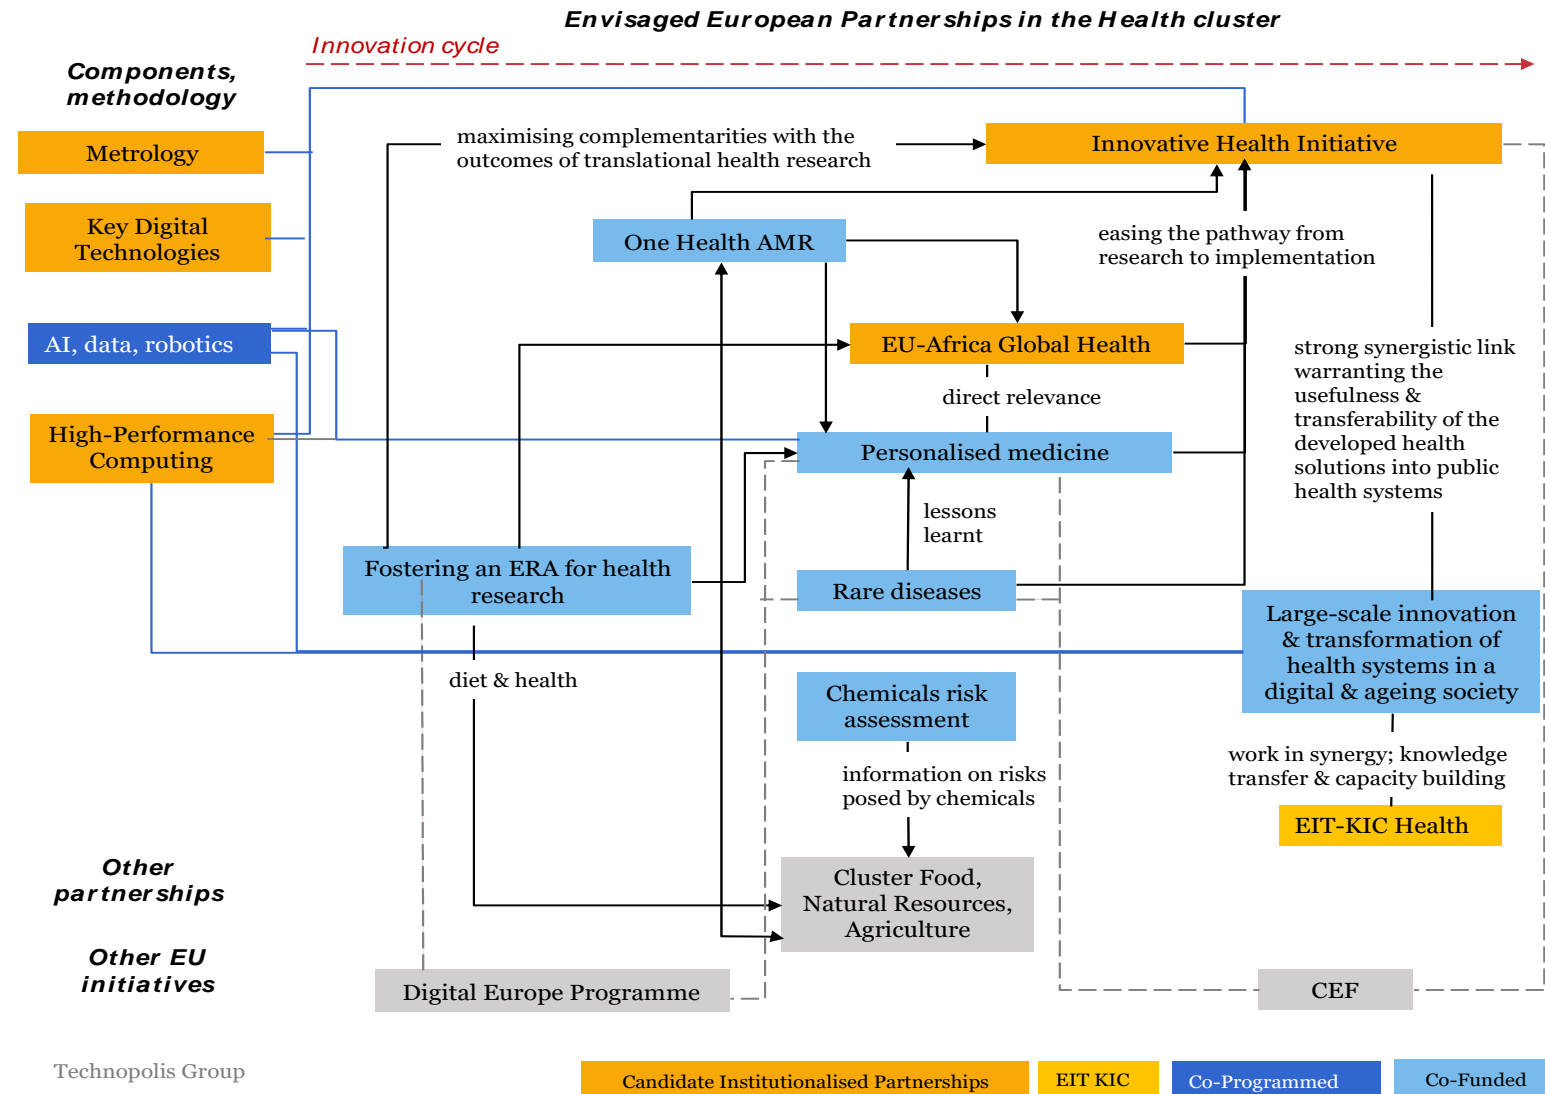 Envisaged European Partnerships in the Health cluster
Innovation cycle
Components,
methodology
Metrology
Key Digital
Technologies
AI, data, robotics
High-Performance
Computing
maximising complementarities with the
outcomes of translational health research
Innovative Health Initiative
One Health AMR
easing the pathway from
research to implementation
EU-Africa Global Health
direct relevance
Personalised medicine
strong synergistic link
warranting the
usefulness &
transferability of the
developed health
solutions into public
health systems
lessons
learnt
Fostering an ERA for health
research
Rare diseases
Large-scale innovation
& transformation of
health systems in a
digital & ageing society
diet & health
Chemicals risk
assessment
information on risks
posed by chemicals
work in synergy; knowledge
transfer & capacity building
EIT-KIC Health
Other
partnerships
Cluster Food,
Natural Resources,
Agriculture
Other EU
initiatives
Digital Europe Programme
CEF
Technopolis Group
Candidate Institutionalised Partnerships
EIT KIC
Co-Programmed
Co-Funded